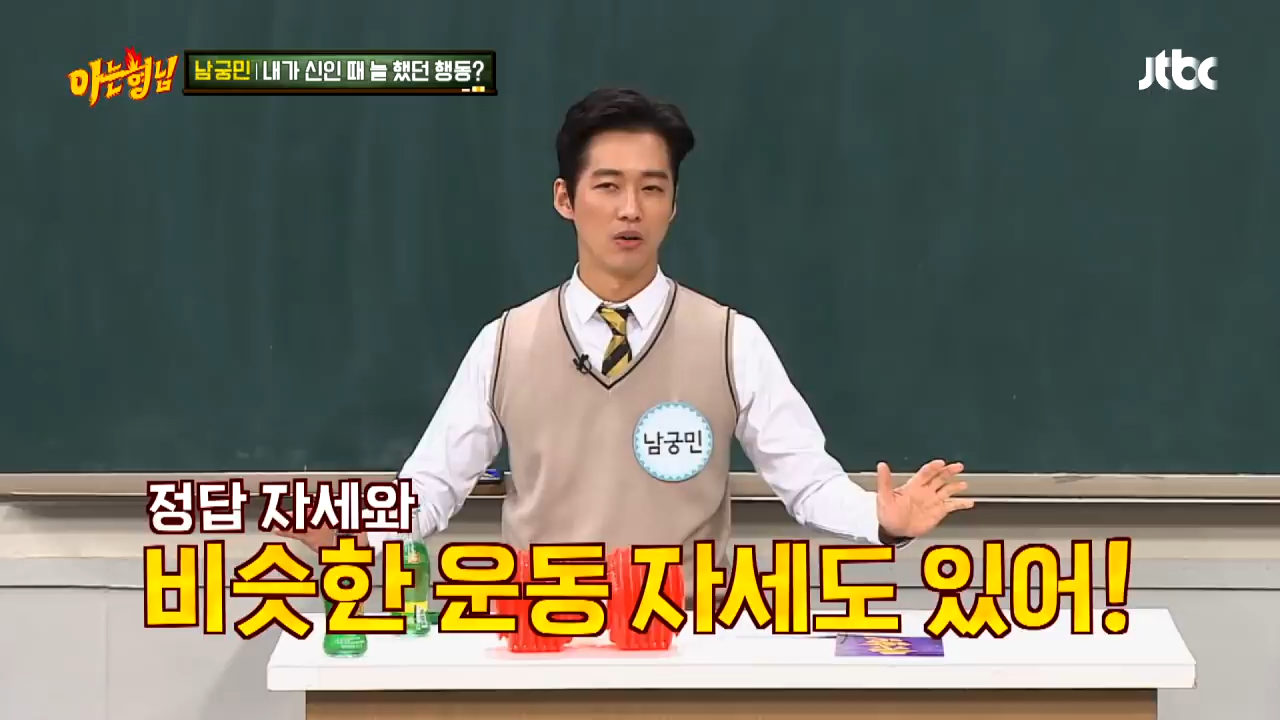 아는형님
남궁민 | 내가 신인 때 늘 했던 행동?
jtbc
남궁민
정답 자세와
비슷한 운동 자세도 있어!